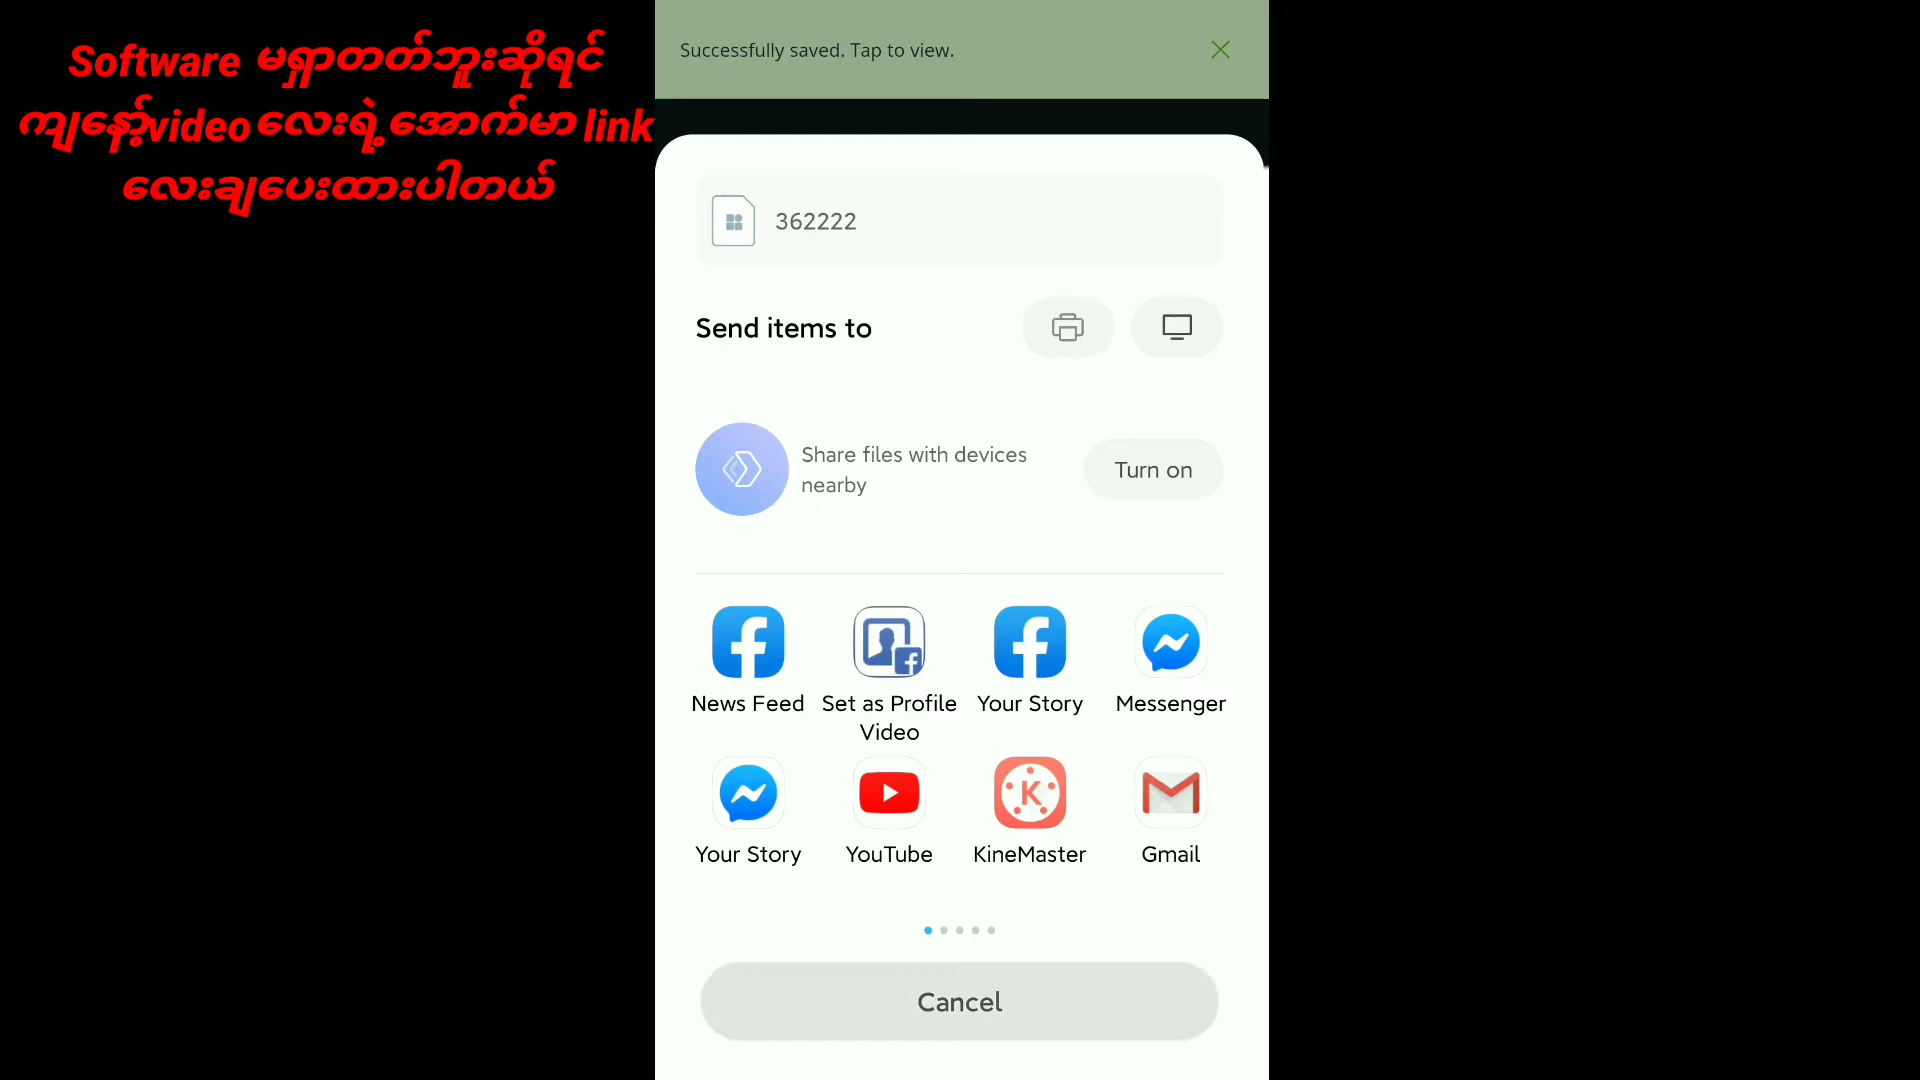 Software မရှာတတ်ဘူးဆိုရင်
ကျနော့်video လေးရဲ့အောက်မာ link
လေးချပေးထားပါတယ်
Successfully saved. Tap to view.
362222
Send items to
Share files with devices
nearby
Turn on
News Feed
Set as Profile
Video
Your Story
Messenger
Your Story
YouTube
KineMaster
Gmail
Cancel